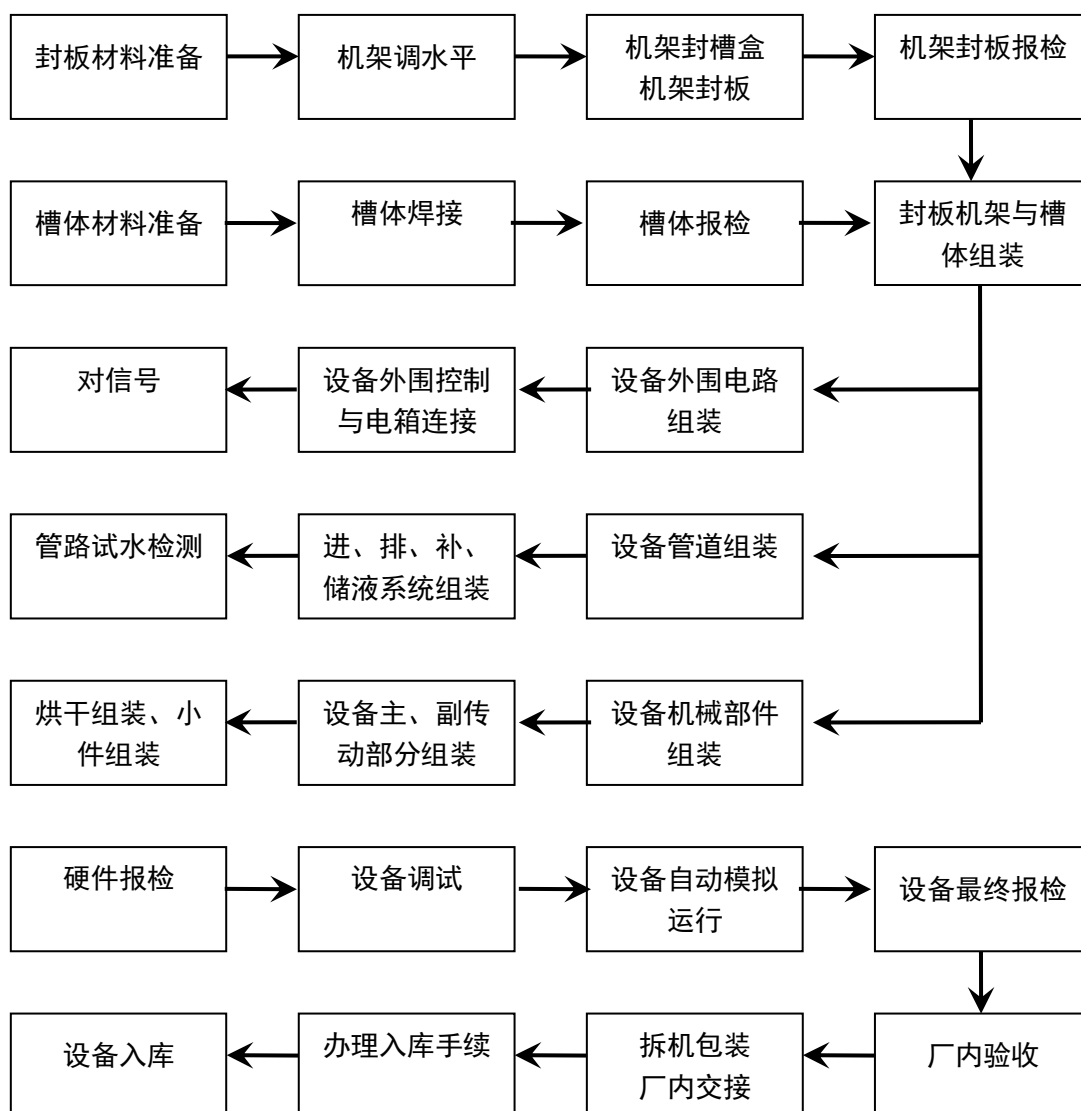 封板材料准备
机架调水平
机架封槽盒
机架封板
机架封板报检
槽体材料准备
槽体焊接
槽体报检
封板机架与槽
体组装
对信号
设备外围控制
与电箱连接
设备外围电路
组装
管路试水检测
进、排、补、
储液系统组装
设备管道组装
烘干组装、小
件组装
设备主、副传
动部分组装
设备机械部件
组装
硬件报检
设备调试
设备自动模拟
运行
设备最终报检
设备入库
办理入库手续
拆机包装
厂内交接
厂内验收